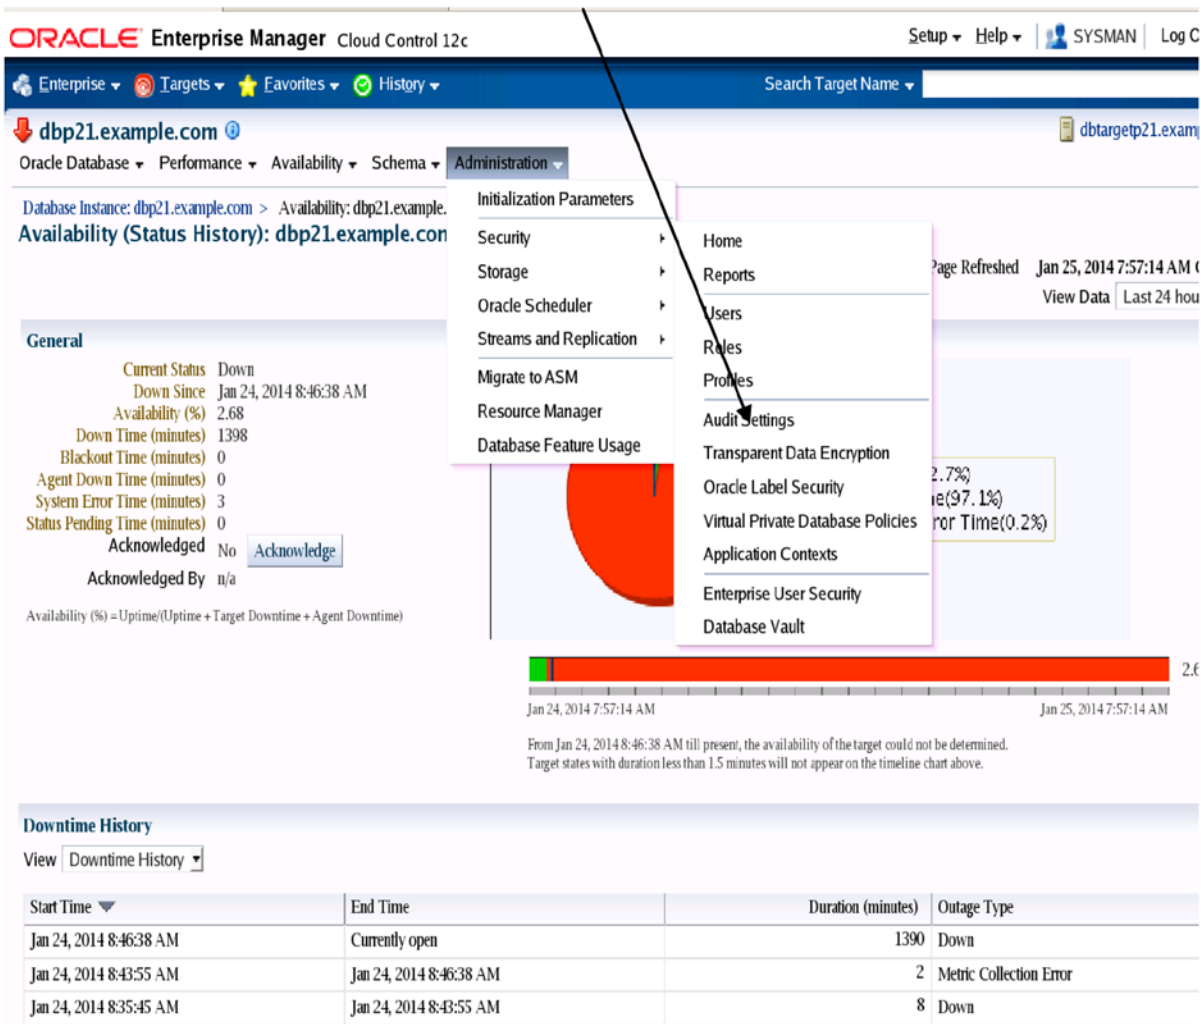 ORACLE Enterprise Manager Cloud Control 12c
Setup Help SYSMAN Log
Enterprise Targets Favorites History Search Target Name
dbp21.example.com
dbtargetp21.exam
Oracle Database Performance Availability Schema Administration
Database Instance: dbp21.example.com > Availability: dbp21.example.
Availability (Status History): dbp21.example.con
Initialization Parameters
Security
Storage
Oracle Scheduler
Streams and Replication
Migrate to ASM
Resource Manager
Database Feature Usage
Home
Reports
Users
Roles
Profiles
Audit Settings
Transparent Data Encryption
Oracle Label Security
Virtual Private Database Policies
Application Contexts
Enterprise User Security
Database Vault
Page Refreshed Jan 25, 2014 7:57:14 AM
View Data Last 24 hou
General
Current Status Down
Down Since Jan 24, 2014 8:46:38 AM
Availability (%) 2.68
Down Time (minutes) 1398
Blackout Time (minutes) 0
Agent Down Time (minutes) 0
System Error Time (minutes) 3
Status Pending Time (minutes) 0
Acknowledged No Acknowledge
Acknowledged By n/a
Availability (%) = Uptime/(Uptime + Target Downtime + Agent Downtime)
2.7%)
e(97.1%)
ror Time(0.2%)
2.6
Jan 24, 2014 7:57:14 AM Jan 25, 2014 7:57:14 AM
From Jan 24, 2014 8:46:38 AM till present, the availability of the target could not be determined.
Target states with duration less than 1.5 minutes will not appear on the timeline chart above.
Downtime History
View Downtime History
Start Time End Time Duration (minutes) Outage Type
Jan 24, 2014 8:46:38 AM Currently open 1390 Down
Jan 24, 2014 8:43:55 AM Jan 24, 2014 8:46:38 AM 2 Metric Collection Error
Jan 24, 2014 8:35:45 AM Jan 24, 2014 8:43:55 AM 8 Down